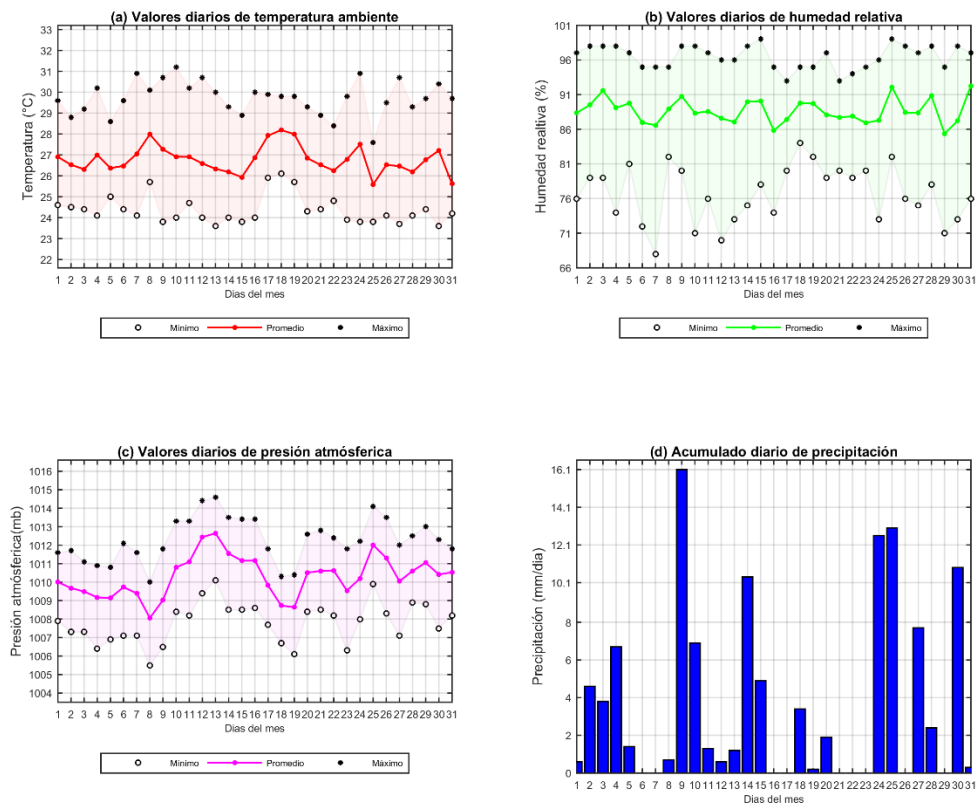 (a) Valores diarios de temperatura ambiente
33
32
31
30
29
28
27
26
25
24
23
22
Temperatura (°C)
1 2 3 4 5 6 7 8 9 10 11 12 13 14 15 16 17 18 19 20 21 22 23 24 25 26 27 28 29 30 31
Dias del mes
Minimo Promedio Máximo
(b) Valores diarios de humedad relativa
101
96
91
86
81
76
71
66
Humedad realtiva (%)
1 2 3 4 5 6 7 8 9 10 11 12 13 14 15 16 17 18 19 20 21 22 23 24 25 26 27 28 29 30 31
Dias del mes
Minimo Promedio Máximo
(c) Valores diarios de presión atmósferica
1016
1015
1014
1013
1012
1011
1010
1009
1008
1007
1006
1005
1004
Presión atmósferica(mb)
1 2 3 4 5 6 7 8 9 10 11 12 13 14 15 16 17 18 19 20 21 22 23 24 25 26 27 28 29 30 31
Dias del mes
Minimo Promedio Máximo
(d) Acumulado diario de precipitación
16.1
14.1
12.1
10.1
8
6
4
2
0
Precipitación (mm/dia)
1 2 3 4 5 6 7 8 9 10 11 12 13 14 15 16 17 18 19 20 21 22 23 24 25 26 27 28 29 30 31
Dias del mes